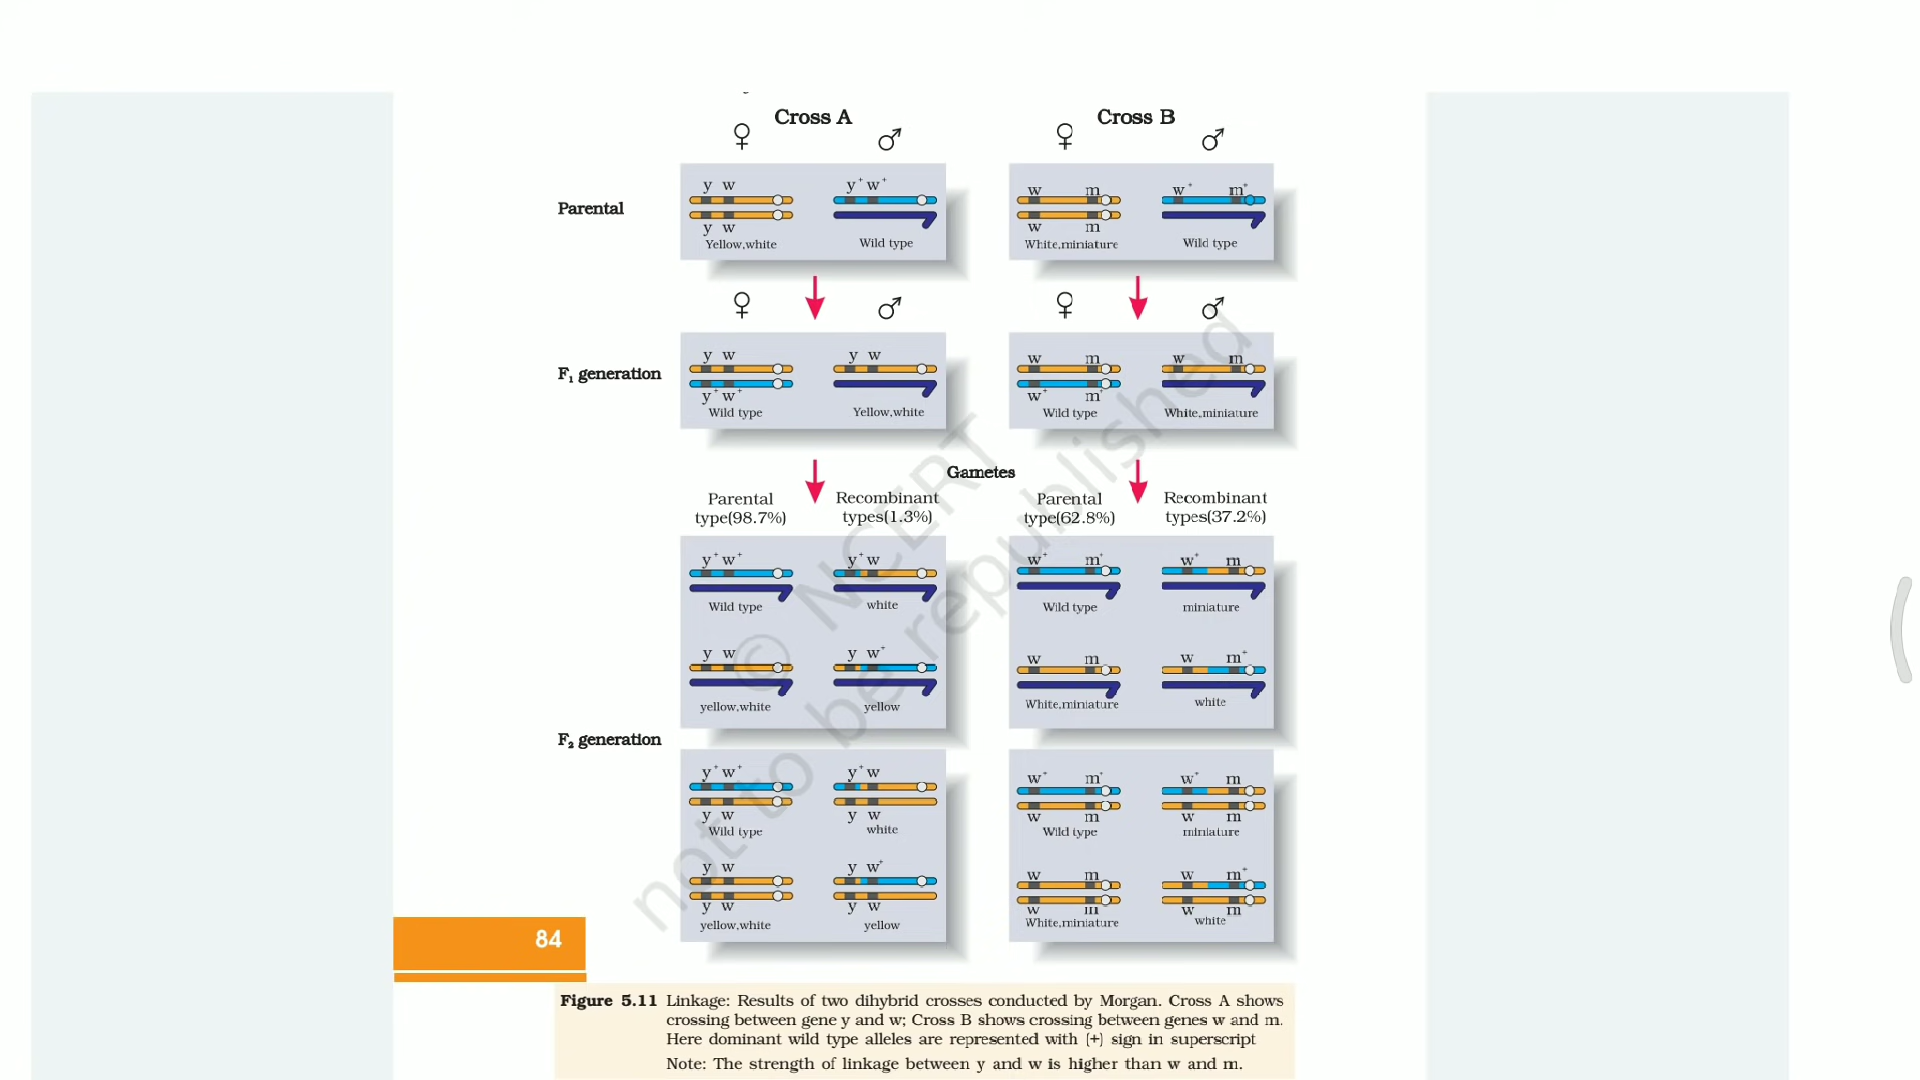 Cross A Cross B
♀ ♂ ♀ ♂
y w y⁺ w⁺ w m w⁺ m⁺
Parental
y w w m
Yellow,white Wild type White,miniature Wild type
♀ ♂ ♀ ♂
y w y w w m w m
F₁ generation
y⁺ w⁺ w⁺ m⁺
Wild type Yellow,white Wild type White,miniature
Gametes
Parental Recombinant Parental Recombinant
type(98.7%) types(1.3%) type(62.8%) types(37.2%)
y⁺ w⁺ y⁺ w w⁺ m⁺ w⁺ m
Wild type white Wild type miniature
y w y w⁺ w m w m⁺
yellow,white yellow White,miniature white
F₂ generation
y⁺ w⁺ y⁺ w w⁺ m⁺ w⁺ m
y w y w w m w m
Wild type white Wild type miniature
y w y w⁺ w m w m⁺
y w y w w m w m
yellow,white yellow White,miniature white
84
© NCERT
not to be republished
Figure 5.11 Linkage: Results of two dihybrid crosses conducted by Morgan. Cross A shows
crossing between gene y and w; Cross B shows crossing between genes w and m.
Here dominant wild type alleles are represented with (+) sign in superscript
Note: The strength of linkage between y and w is higher than w and m.